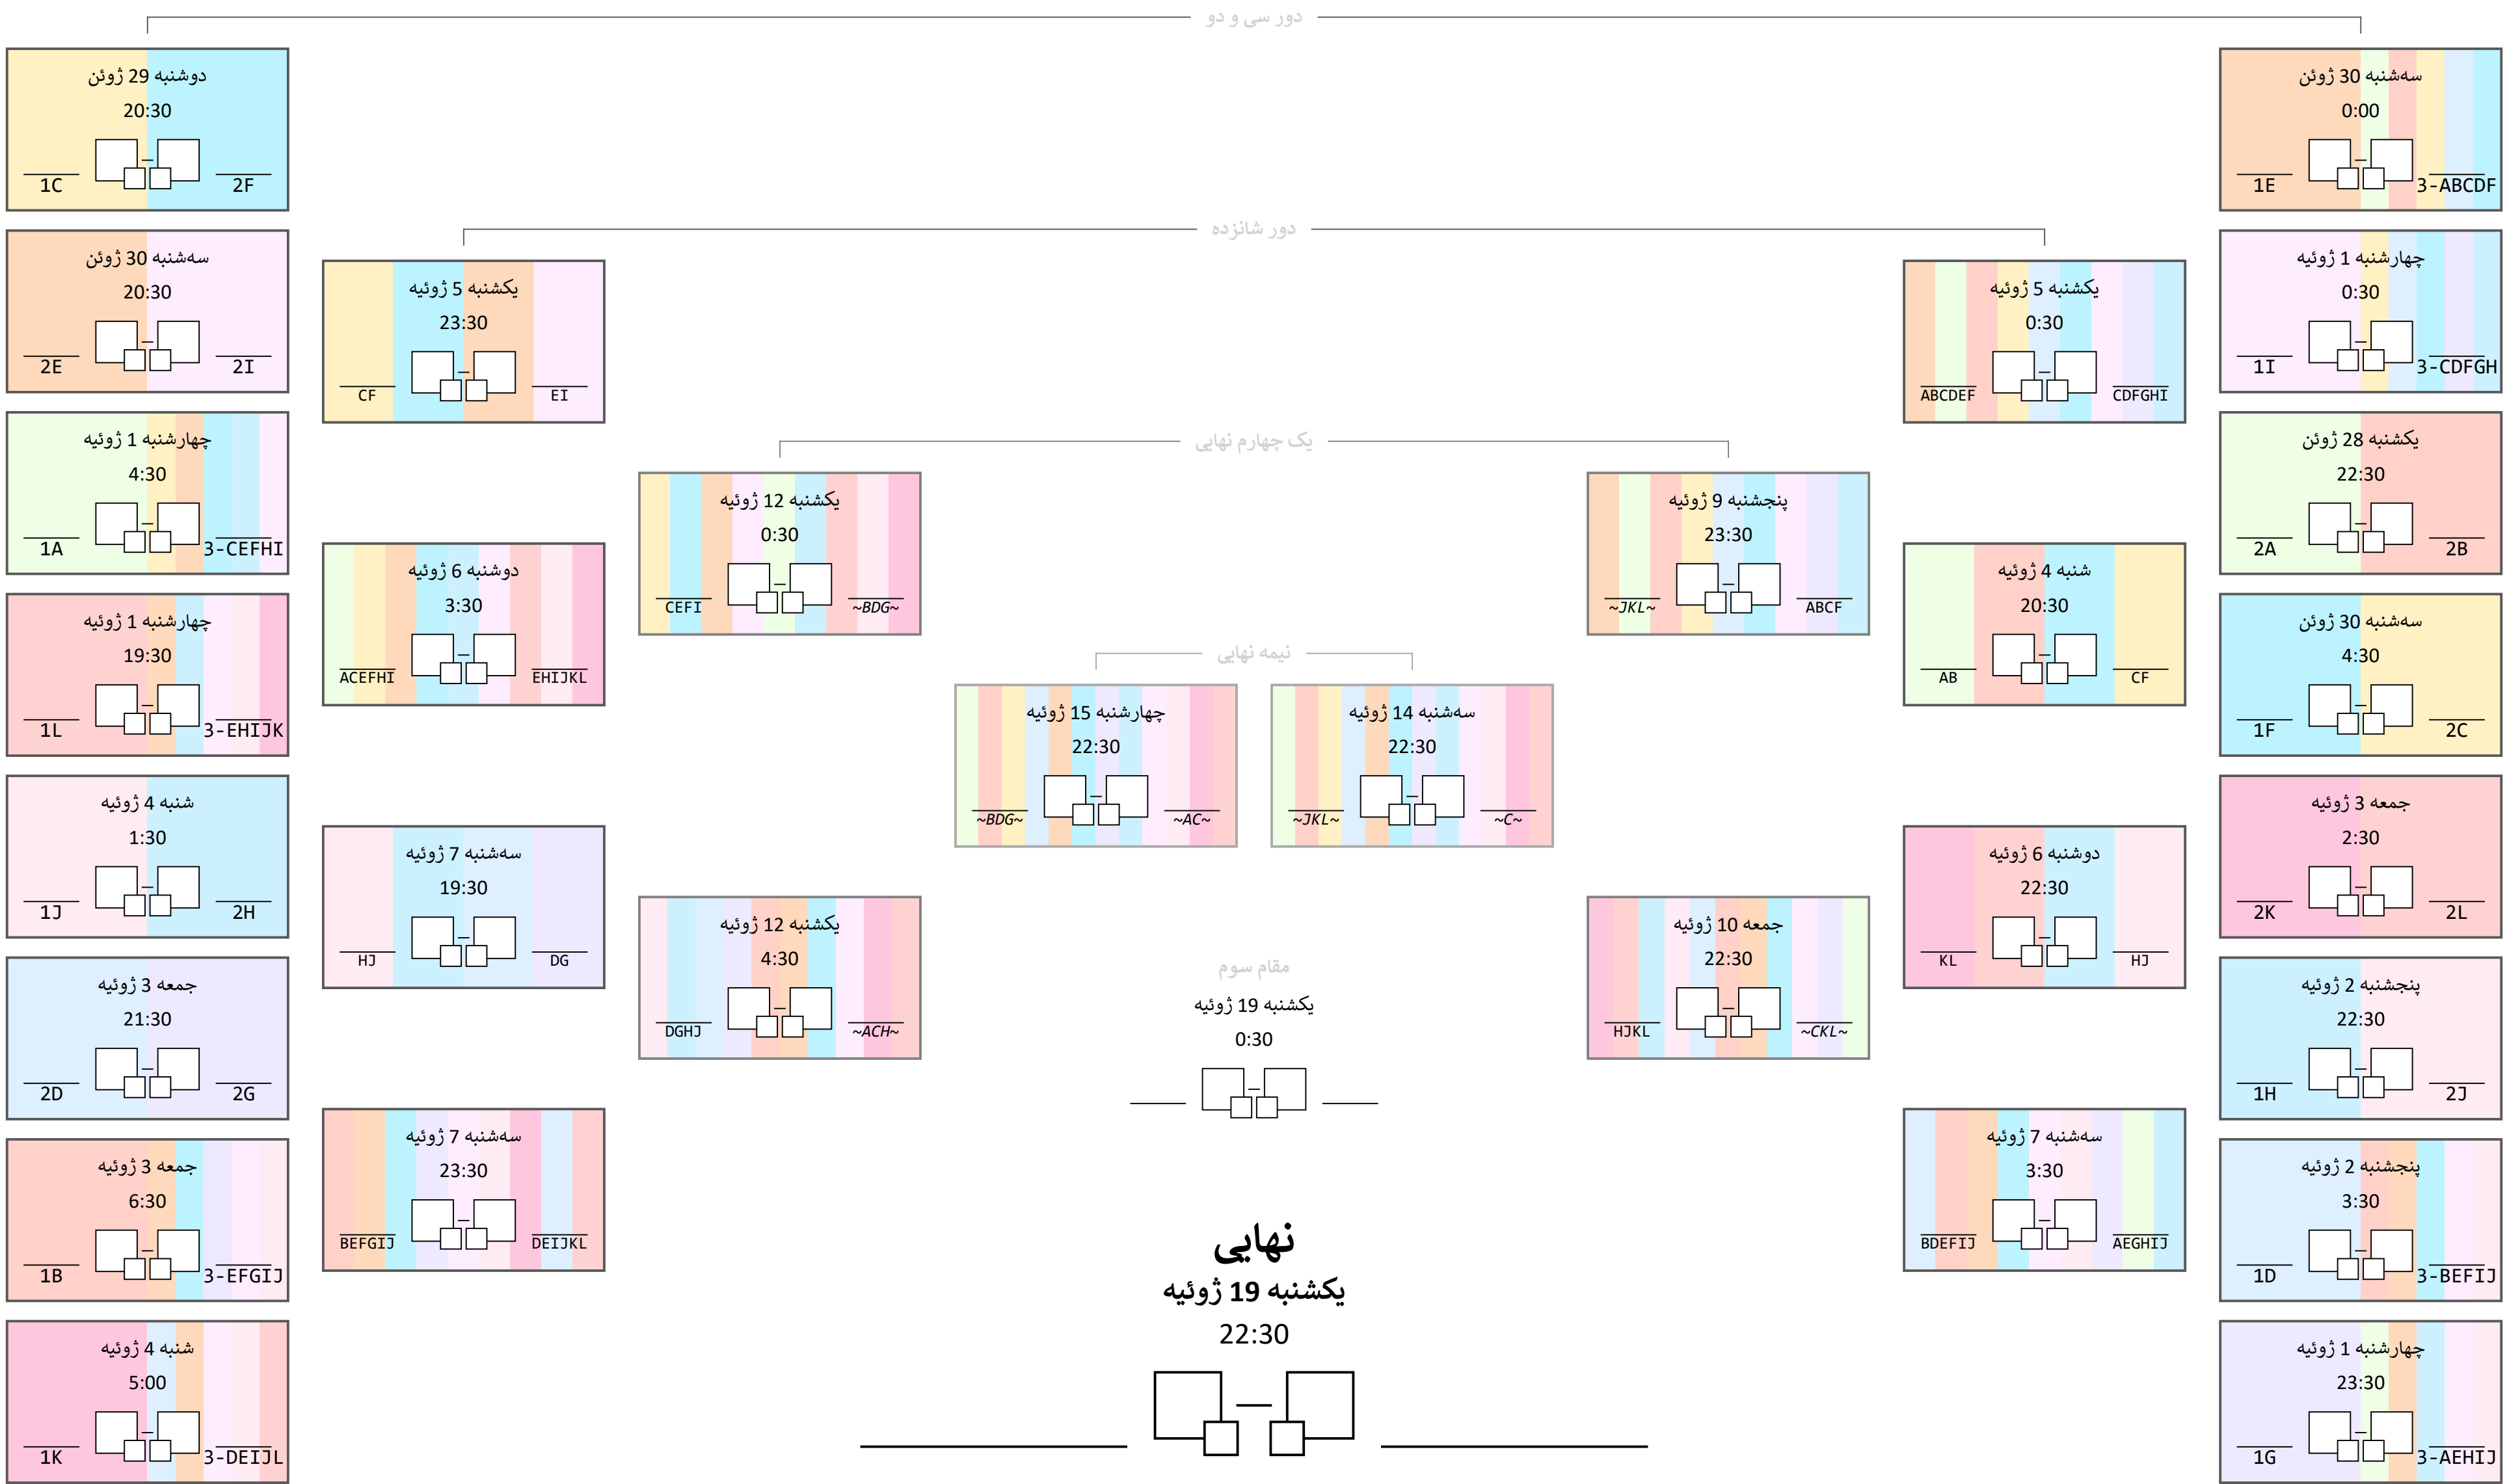 دور سی و دو
دوشنبه 29 ژوئن
20:30
–
1C
2F
سه‌شنبه 30 ژوئن
20:30
–
2E
2I
چهارشنبه 1 ژوئیه
4:30
–
1A
3-CEFHI
چهارشنبه 1 ژوئیه
19:30
–
1L
3-EHIJK
شنبه 4 ژوئیه
1:30
–
1J
2H
جمعه 3 ژوئیه
21:30
–
2D
2G
جمعه 3 ژوئیه
6:30
–
1B
3-EFGIJ
شنبه 4 ژوئیه
5:00
–
1K
3-DEIJL
دور شانزده
یکشنبه 5 ژوئیه
23:30
–
CF
EI
دوشنبه 6 ژوئیه
3:30
–
ACEFHI
EHIJKL
سه‌شنبه 7 ژوئیه
19:30
–
HJ
DG
سه‌شنبه 7 ژوئیه
23:30
–
BEFGIJ
DEIJKL
یک چهارم نهایی
یکشنبه 12 ژوئیه
0:30
–
CEFI
~BDG~
یکشنبه 12 ژوئیه
4:30
–
DGHJ
~ACH~
نیمه نهایی
چهارشنبه 15 ژوئیه
22:30
–
~BDG~
~AC~
سه‌شنبه 14 ژوئیه
22:30
–
~JKL~
~C~
مقام سوم
یکشنبه 19 ژوئیه
0:30
–
نهایی
یکشنبه 19 ژوئیه
22:30
–
پنجشنبه 9 ژوئیه
23:30
–
~JKL~
ABCF
جمعه 10 ژوئیه
22:30
–
HJKL
~CKL~
یکشنبه 5 ژوئیه
0:30
–
ABCDEF
CDFGHI
شنبه 4 ژوئیه
20:30
–
AB
CF
دوشنبه 6 ژوئیه
22:30
–
KL
HJ
سه‌شنبه 7 ژوئیه
3:30
–
BDEFIJ
AEGHIJ
سه‌شنبه 30 ژوئن
0:00
–
1E
3-ABCDF
چهارشنبه 1 ژوئیه
0:30
–
1I
3-CDFGH
یکشنبه 28 ژوئن
22:30
–
2A
2B
سه‌شنبه 30 ژوئن
4:30
–
1F
2C
جمعه 3 ژوئیه
2:30
–
2K
2L
پنجشنبه 2 ژوئیه
22:30
–
1H
2J
پنجشنبه 2 ژوئیه
3:30
–
1D
3-BEFIJ
چهارشنبه 1 ژوئیه
23:30
–
1G
3-AEHIJ